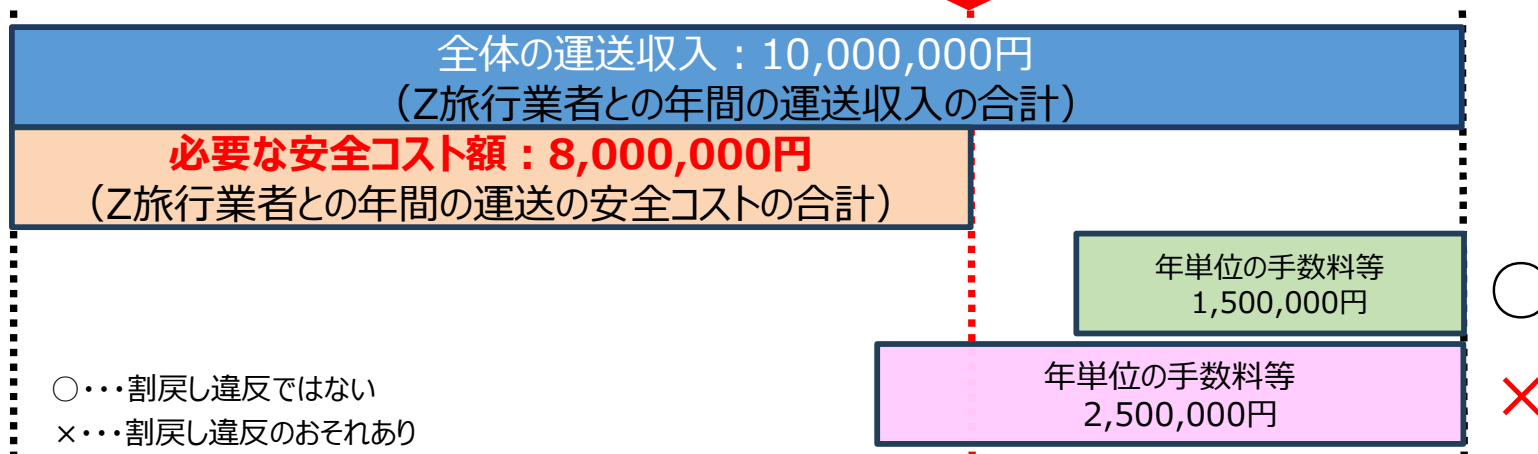 全体の運送収入：10,000,000円
（Z旅行業者との年間の運送収入の合計）
必要な安全コスト額：8,000,000円
（Z旅行業者との年間の運送の安全コストの合計）
年単位の手数料等
1,500,000円
○
年単位の手数料等
2,500,000円
×
○・・・割戻し違反ではない
×・・・割戻し違反のおそれあり